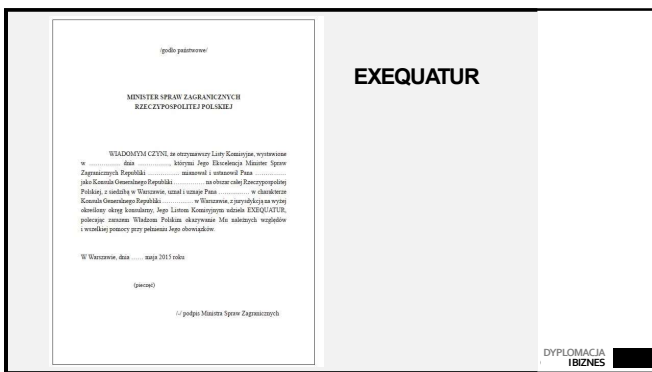 /godło państwowe/
MINISTER SPRAW ZAGRANICZNYCH
RZECZYPOSPOLITEJ POLSKIEJ
WIADOMYM CZYNI, że otrzymawszy Listy Komisyjne, wystawione
w ……………. dnia ……………., którymi Jego Ekscelencja Minister Spraw
Zagranicznych Republiki ……………. mianował i ustanowił Pana …………….
jako Konsula Generalnego Republiki ……………. na obszar całej Rzeczypospolitej
Polskiej, z siedzibą w Warszawie, uznał i uznaje Pana ……………. w charakterze
Konsula Generalnego Republiki ……………. w Warszawie, z jurysdykcją na wyżej
określony okręg konsularny, Jego Listom Komisyjnym udziela EXEQUATUR,
polecając zarazem Władzom Polskim okazywanie Mu należnych względów
i wszelkiej pomocy przy pełnieniu Jego obowiązków.
W Warszawie, dnia …… maja 2015 roku
(pieczęć)
/-/ podpis Ministra Spraw Zagranicznych
EXEQUATUR
DYPLOMACJA
I BIZNES